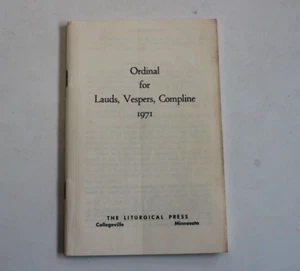 Ordinal
for
Lauds, Vespers, Compline
1971
THE LITURGICAL PRESS
Collegeville Minnesota